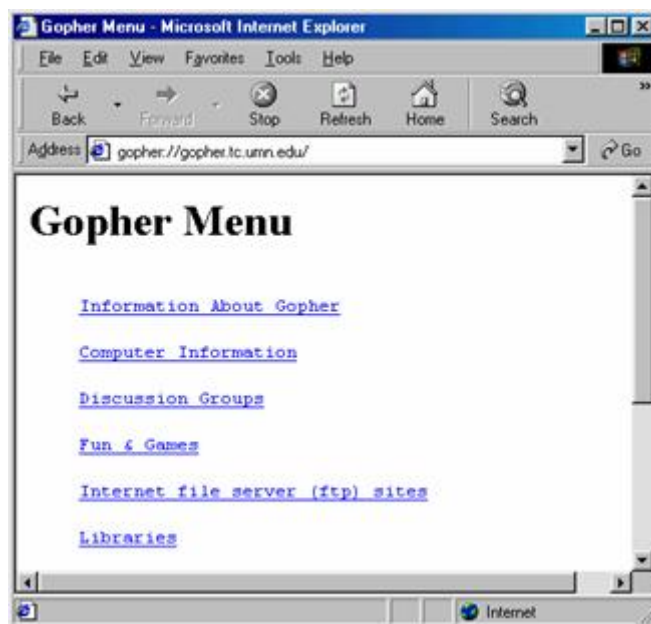 Gopher Menu - Microsoft Internet Explorer
File Edit View Favorites Tools Help
Back Forward Stop Refresh Home Search »
Address gopher://gopher.tc.umn.edu/ Go
Gopher Menu
Information About Gopher
Computer Information
Discussion Groups
Fun & Games
Internet file server (ftp) sites
Libraries
Internet